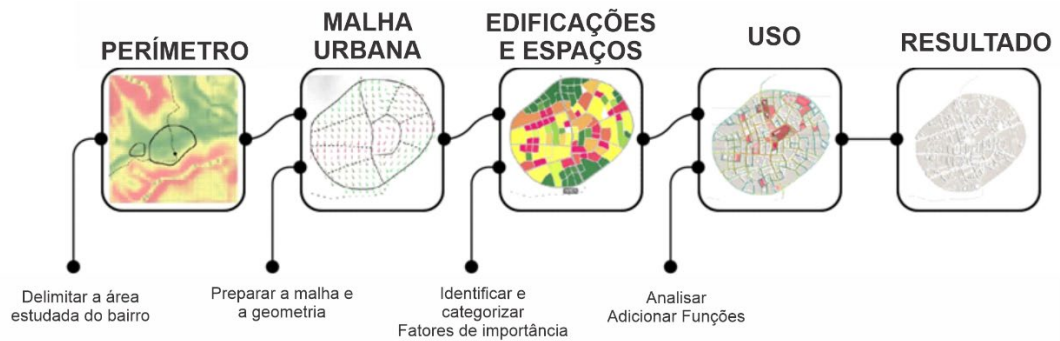 PERÍMETRO
MALHA
URBANA
EDIFICAÇÕES
E ESPAÇOS
USO
RESULTADO
Delimitar a área
estudada do bairro
Preparar a malha e
a geometria
Identificar e
categorizar
Fatores de importância
Analisar
Adicionar Funções